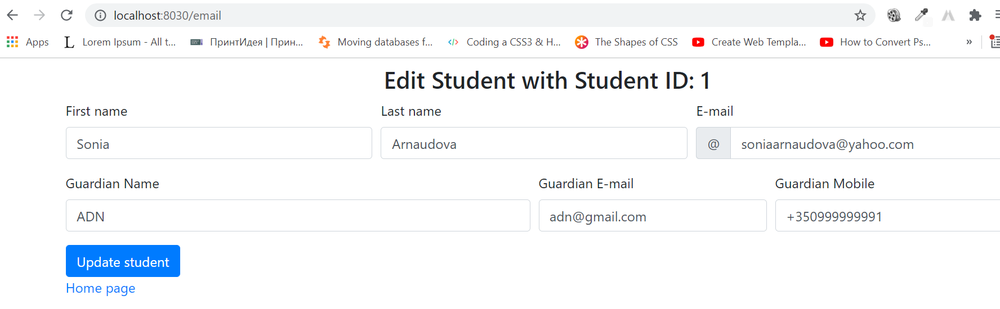 localhost:8030/email
Apps Lorem Ipsum - All t... ПринтИдея | Прин... Moving databases f... Coding a CSS3 & H... The Shapes of CSS Create Web Templa... How to Convert Ps... »
Edit Student with Student ID: 1
First name Last name E-mail
Sonia Arnaudova @ soniaarnaudova@yahoo.com
Guardian Name Guardian E-mail Guardian Mobile
ADN adn@gmail.com +350999999991
Update student
Home page